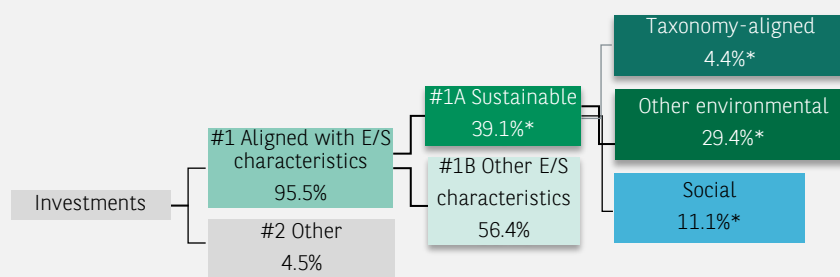 Investments
#1 Aligned with E/S
characteristics
95.5%
#2 Other
4.5%
#1A Sustainable
39.1%*
#1B Other E/S
characteristics
56.4%
Taxonomy-aligned
4.4%*
Other environmental
29.4%*
Social
11.1%*